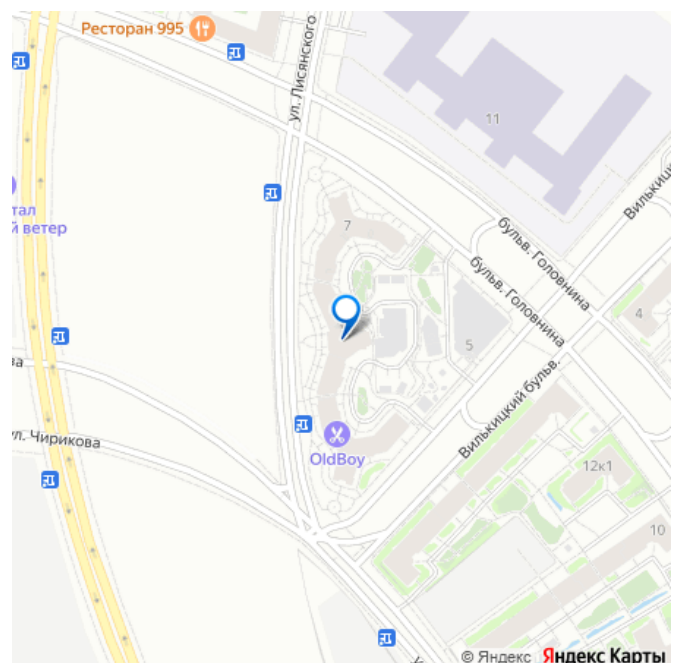 Ресторан 995
ул. Лисянского
11
Вилькицкий
тал
й ветер
7
бульв. Головнина
бульв. Головнина
4
5
ва
Вилькицкий бульв.
ул. Чирикова
OldBoy
12к1
10
© Яндекс Яндекс Карты